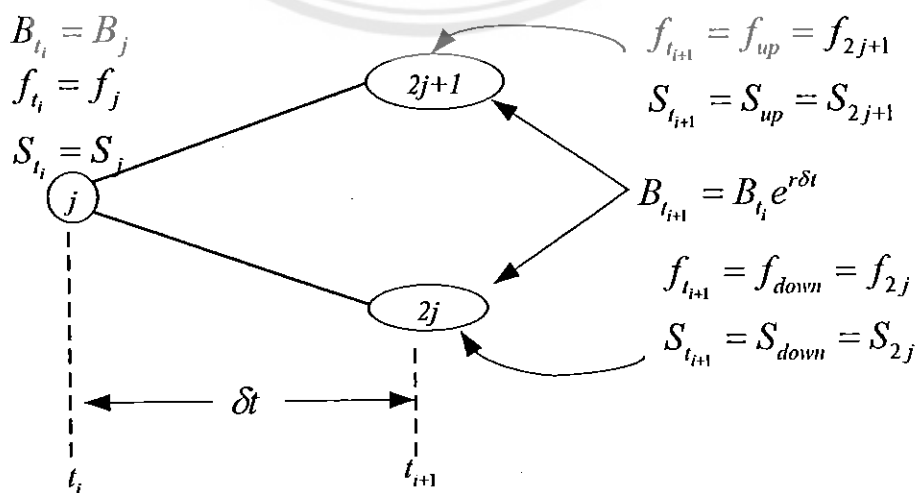 B_{t_i} = B_j
f_{t_i} = f_j
S_{t_i} = S_j
j
2j+1
2j
f_{t_{i+1}} = f_{up} = f_{2j+1}
S_{t_{i+1}} = S_{up} = S_{2j+1}
B_{t_{i+1}} = B_{t_i} e^{rδt}
f_{t_{i+1}} = f_{down} = f_{2j}
S_{t_{i+1}} = S_{down} = S_{2j}
δt
t_i
t_{i+1}